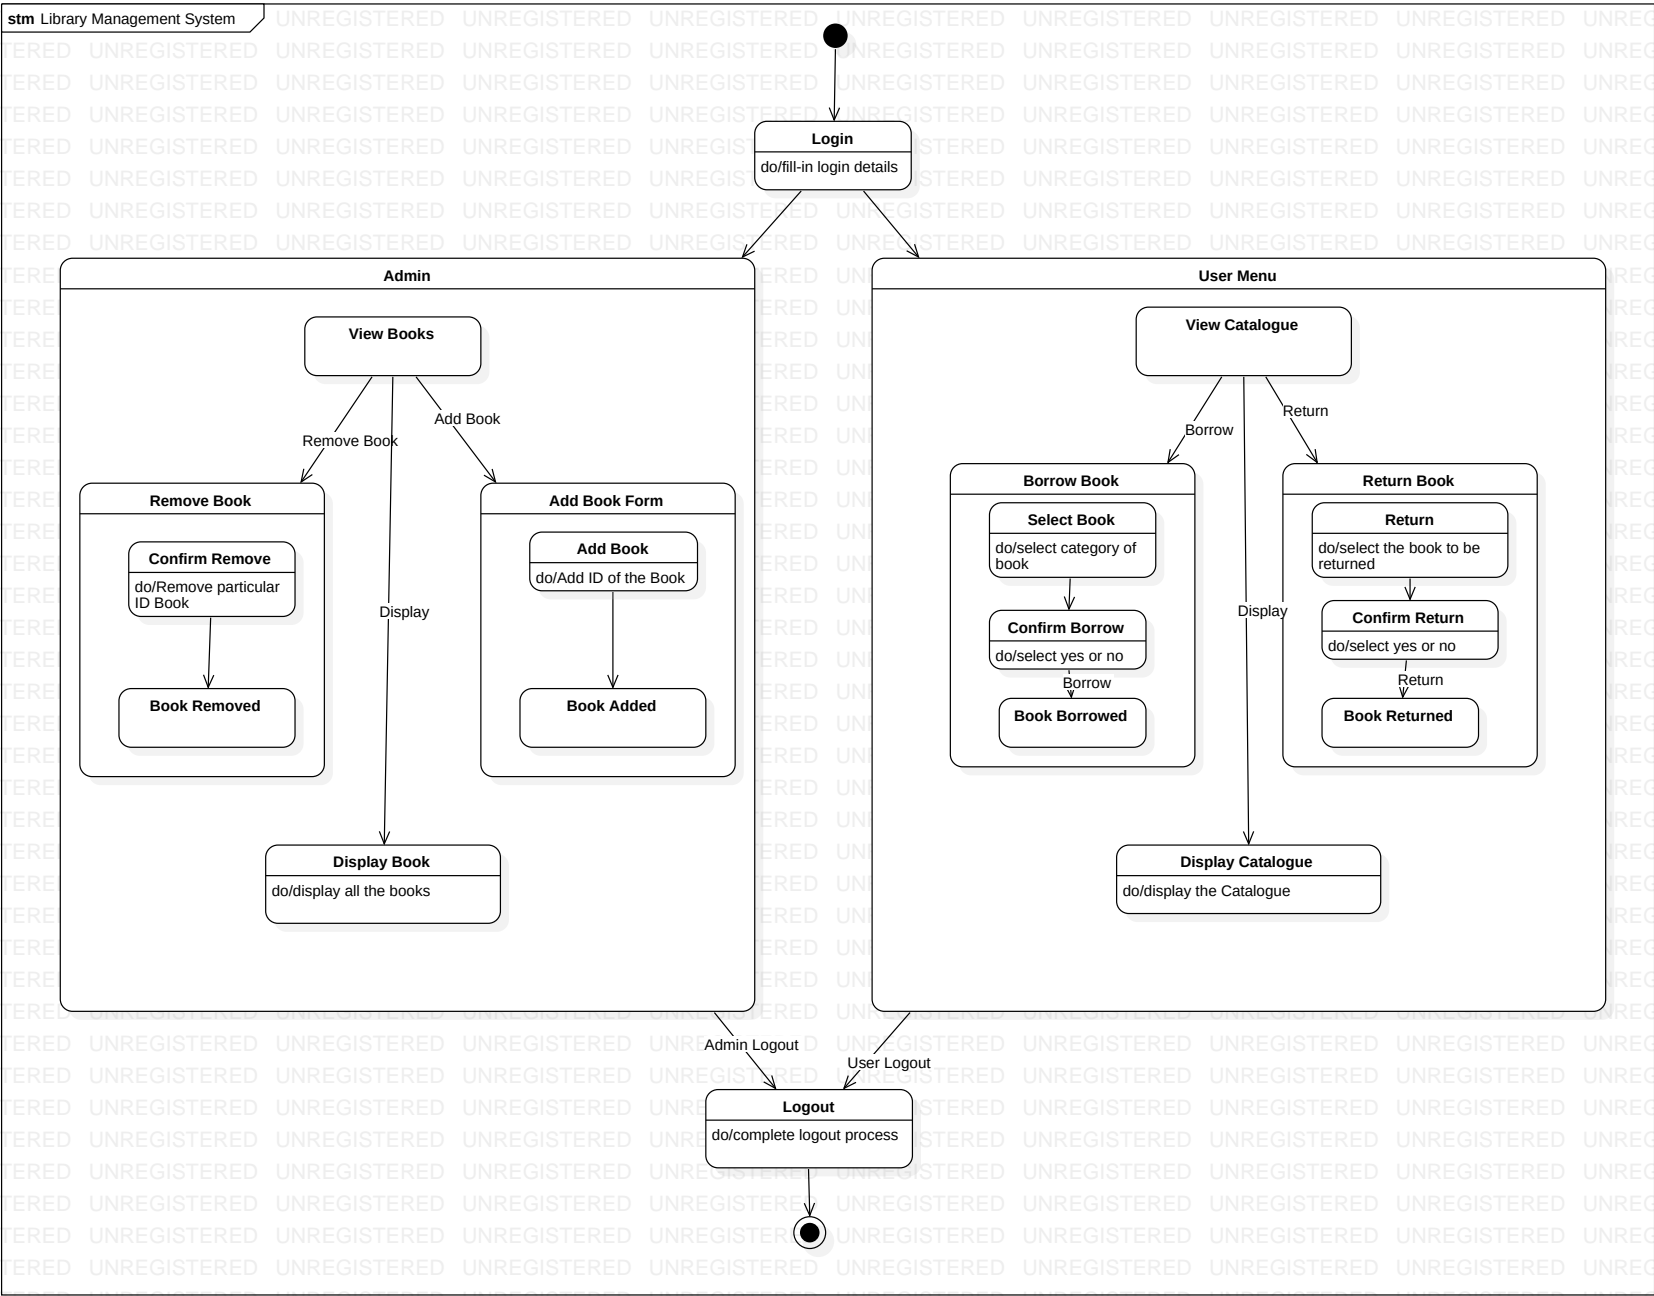 stm Library Management System
Login
do/fill-in login details
Admin
View Books
Remove Book
Add Book
Display
Remove Book
Confirm Remove
do/Remove particular
ID Book
Book Removed
Add Book Form
Add Book
do/Add ID of the Book
Book Added
Display Book
do/display all the books
User Menu
View Catalogue
Borrow
Return
Display
Borrow Book
Select Book
do/select category of
book
Confirm Borrow
do/select yes or no
Borrow
Book Borrowed
Return Book
Return
do/select the book to be
returned
Confirm Return
do/select yes or no
Return
Book Returned
Display Catalogue
do/display the Catalogue
Admin Logout
User Logout
Logout
do/complete logout process
UNREGISTERED